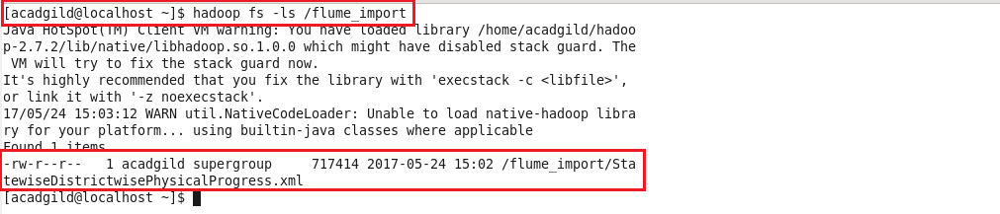 [acadgild@localhost ~]$ hadoop fs -ls /flume_import
Java HotSpot(TM) Client VM warning: You have loaded library /home/acadgild/hadoo
p-2.7.2/lib/native/libhadoop.so.1.0.0 which might have disabled stack guard. The
 VM will try to fix the stack guard now.
It's highly recommended that you fix the library with 'execstack -c <libfile>',
or link it with '-z noexecstack'.
17/05/24 15:03:12 WARN util.NativeCodeLoader: Unable to load native-hadoop libra
ry for your platform... using builtin-java classes where applicable
Found 1 items
-rw-r--r--   1 acadgild supergroup     717414 2017-05-24 15:02 /flume_import/Sta
tewiseDistrictwisePhysicalProgress.xml
[acadgild@localhost ~]$